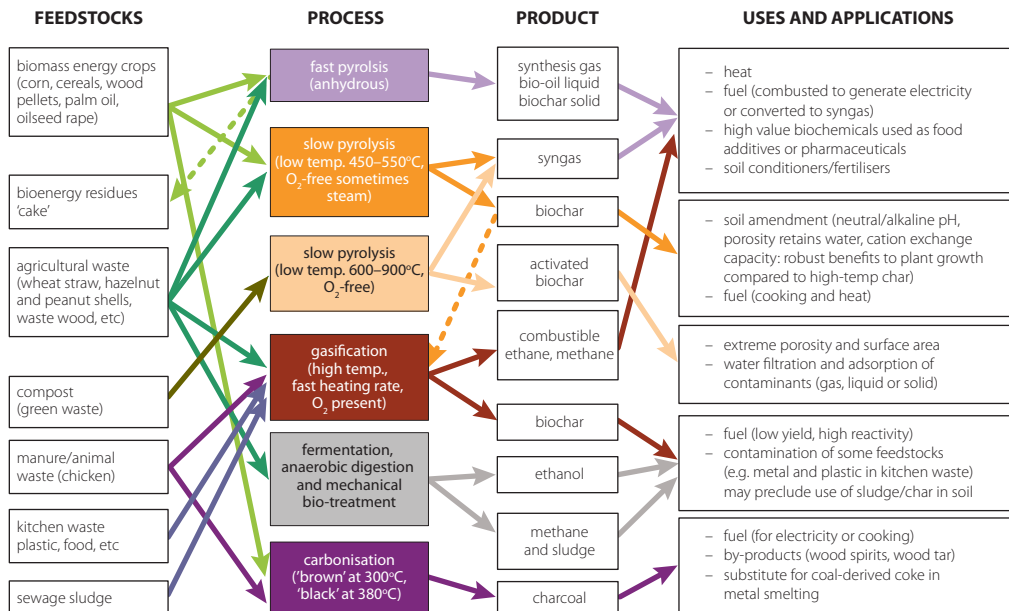 FEEDSTOCKS
PROCESS
PRODUCT
USES AND APPLICATIONS
biomass energy crops
(corn, cereals, wood
pellets, palm oil,
oilseed rape)
bioenergy residues
‘cake’
agricultural waste
(wheat straw, hazelnut
and peanut shells,
waste wood, etc)
compost
(green waste)
manure/animal
waste (chicken)
kitchen waste
plastic, food, etc
sewage sludge
fast pyrolsis
(anhydrous)
slow pyrolysis
(low temp. 450–550°C,
O₂-free sometimes
steam)
slow pyrolysis
(low temp. 600–900°C,
O₂-free)
gasification
(high temp.,
fast heating rate,
O₂ present)
fermentation,
anaerobic digestion
and mechanical
bio-treatment
carbonisation
(‘brown’ at 300°C,
‘black’ at 380°C)
synthesis gas
bio-oil liquid
biochar solid
syngas
biochar
activated
biochar
combustible
ethane, methane
biochar
ethanol
methane
and sludge
charcoal
– heat
– fuel (combusted to generate electricity
or converted to syngas)
– high value biochemicals used as food
additives or pharmaceuticals
– soil conditioners/fertilisers
– soil amendment (neutral/alkaline pH,
porosity retains water, cation exchange
capacity: robust benefits to plant growth
compared to high-temp char)
– fuel (cooking and heat)
– extreme porosity and surface area
– water filtration and adsorption of
contaminants (gas, liquid or solid)
– fuel (low yield, high reactivity)
– contamination of some feedstocks
(e.g. metal and plastic in kitchen waste)
may preclude use of sludge/char in soil
– fuel (for electricity or cooking)
– by-products (wood spirits, wood tar)
– substitute for coal-derived coke in
metal smelting